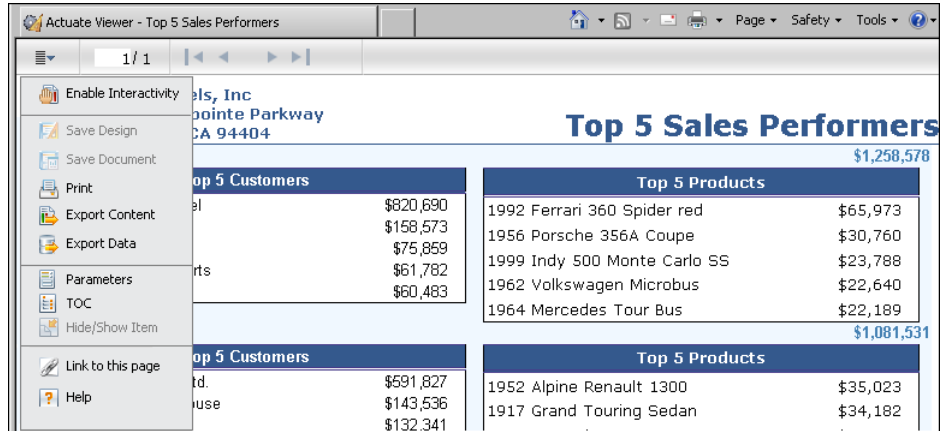 Actuate Viewer - Top 5 Sales Performers
Page Safety Tools
1/ 1
Enable Interactivity
Save Design
Save Document
Print
Export Content
Export Data
Parameters
TOC
Hide/Show Item
Link to this page
Help
els, Inc
pointe Parkway
CA 94404
Top 5 Sales Performers
$1,258,578
op 5 Customers
el $820,690
$158,573
$75,859
rts $61,782
$60,483
Top 5 Products
1992 Ferrari 360 Spider red $65,973
1956 Porsche 356A Coupe $30,760
1999 Indy 500 Monte Carlo SS $23,788
1962 Volkswagen Microbus $22,640
1964 Mercedes Tour Bus $22,189
$1,081,531
op 5 Customers
td. $591,827
ouse $143,536
$132,341
Top 5 Products
1952 Alpine Renault 1300 $35,023
1917 Grand Touring Sedan $34,182